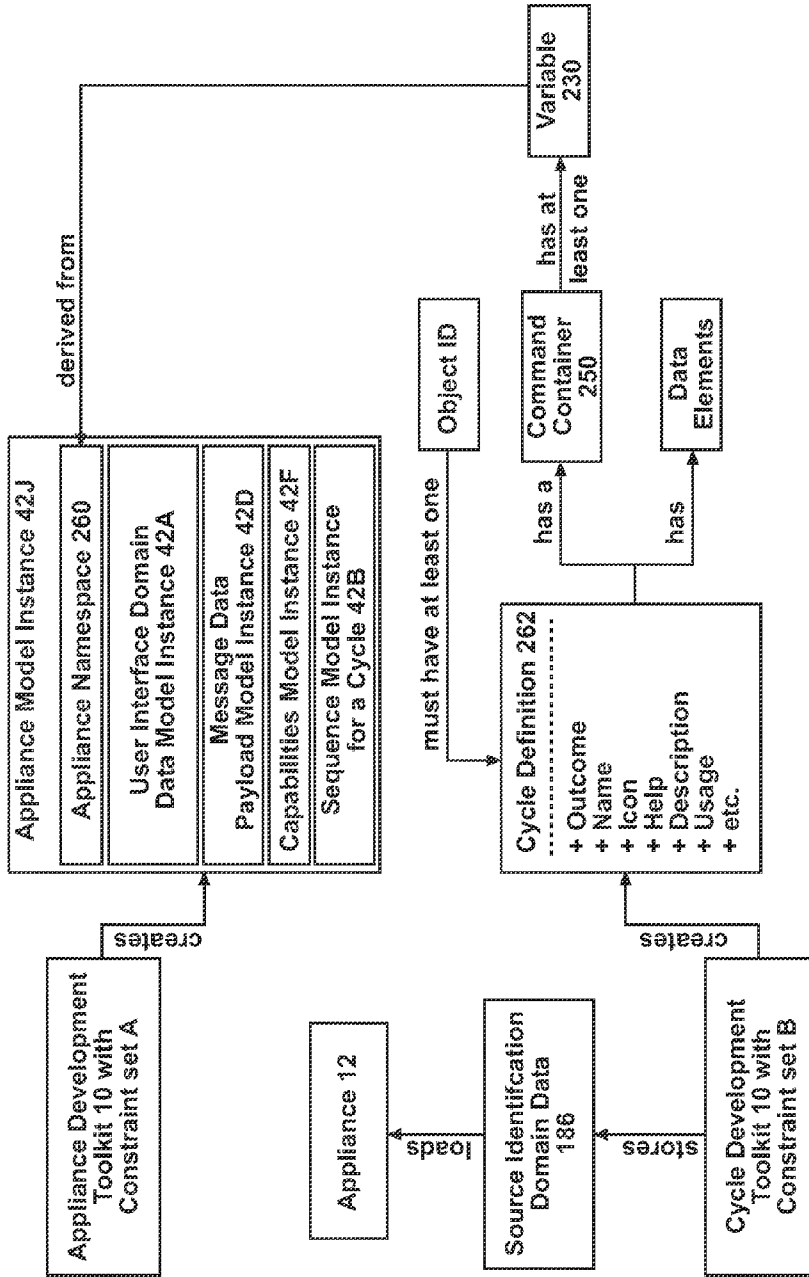 Appliance Development
Toolkit 10 with
Constraint set A
creates
Appliance Model Instance 42J
Appliance Namespace 260
User Interface Domain
Data Model Instance 42A
Message Data
Payload Model Instance 42D
Capabilities Model Instance 42F
Sequence Model Instance
for a Cycle 42B
derived from
Appliance 12
loads
Source Identifcation
Domain Data
186
stores
Cycle Development
Toolkit 10 with
Constraint set B
creates
Object ID
must have at least one
Cycle Definition 262
+ Outcome
+ Name
+ Icon
+ Help
+ Description
+ Usage
+ etc.
has a
Command
Container
250
has at
least one
Variable
230
has
Data
Elements